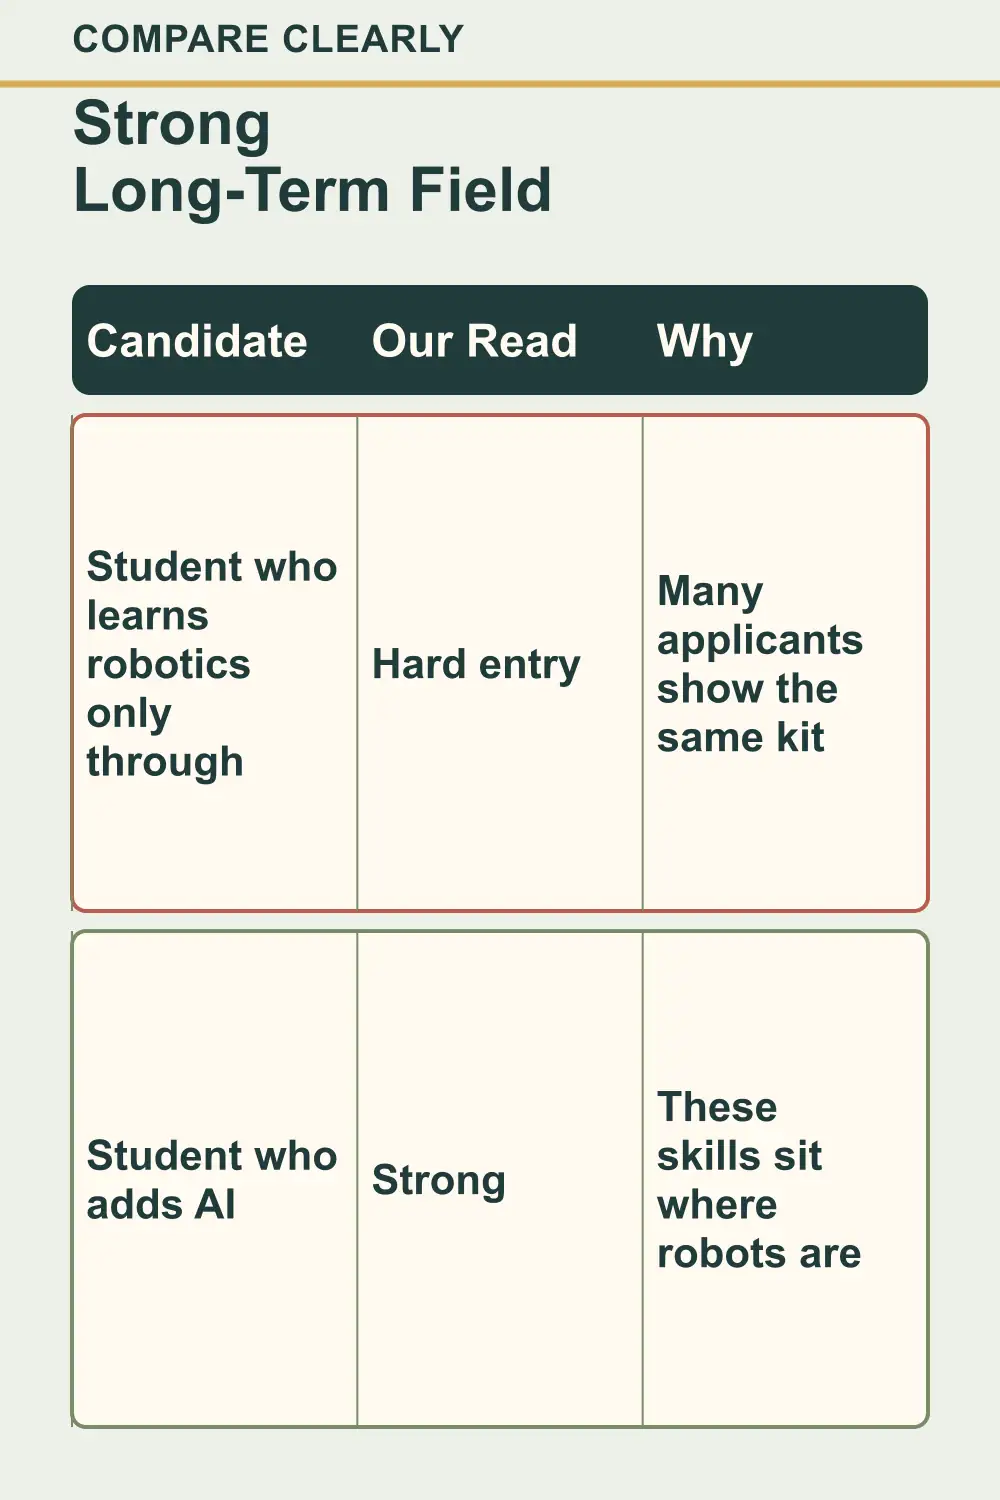 COMPARE CLEARLY
Strong
Long-Term Field
Candidate Our Read Why
Student who
learns
robotics
only
through
Hard entry
Many
applicants
show the
same kit
Student who
adds AI
Strong
These
skills sit
where
robots are